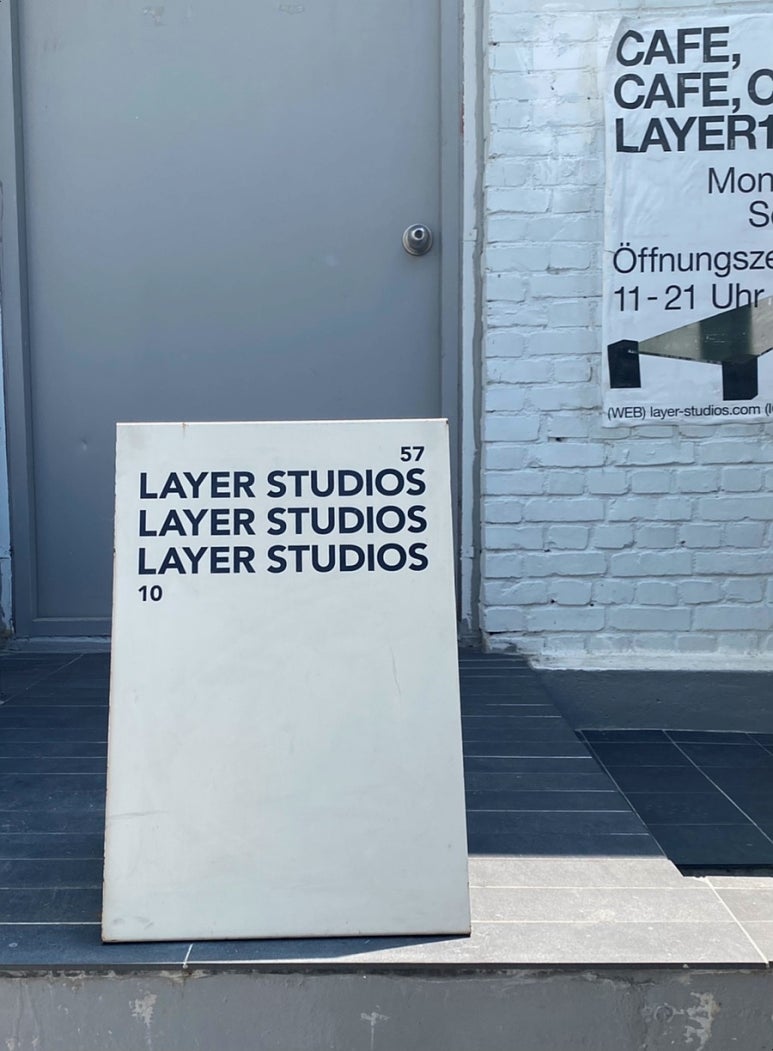 CAFE,
CAFE, C
LAYER1
Mon
Öffnungsze
11-21 Uhr
(WEB) layer-studios.com
57
LAYER STUDIOS
LAYER STUDIOS
LAYER STUDIOS
10